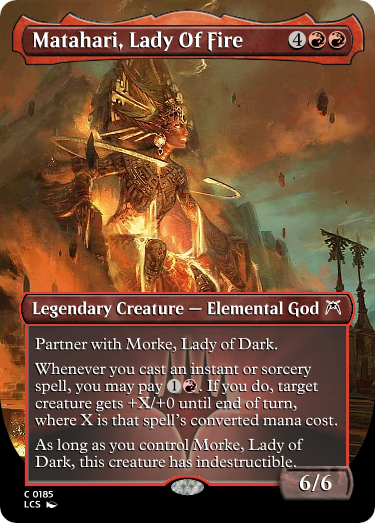 Matahari, Lady Of Fire 4
Legendary Creature — Elemental God
Partner with Morke, Lady of Dark.
Whenever you cast an instant or sorcery
spell, you may pay 1. If you do, target
creature gets +X/+0 until end of turn,
where X is that spell's converted mana cost.
As long as you control Morke, Lady of
Dark, this creature has indestructible.
6/6
C 0185
LCS